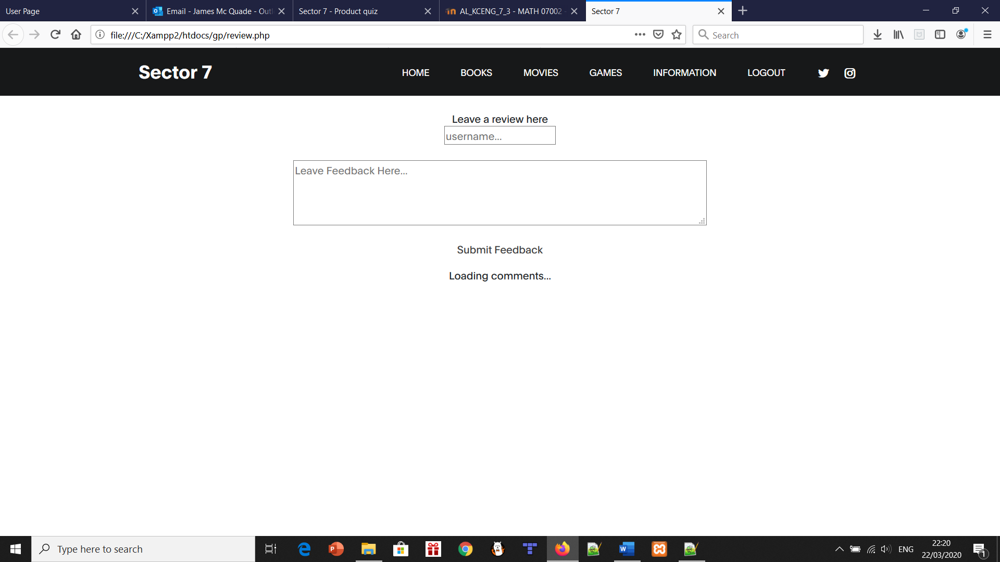 User Page
Email - James Mc Quade - Outl
Sector 7 - Product quiz
AL_KCENG_7_3 - MATH 07002 -
Sector 7
file:///C:/Xampp2/htdocs/gp/review.php
Search
Sector 7
HOME
BOOKS
MOVIES
GAMES
INFORMATION
LOGOUT
Leave a review here
username...
Leave Feedback Here...
Submit Feedback
Loading comments...
Type here to search
ENG
22:20
22/03/2020
1